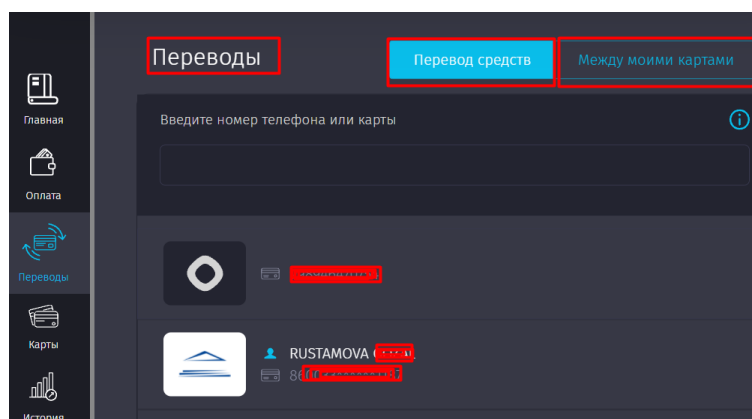 Переводы
Перевод средств
Между моими картами
Главная
Введите номер телефона или карты
Оплата
Переводы
RUSTAMOVA
Карты
История